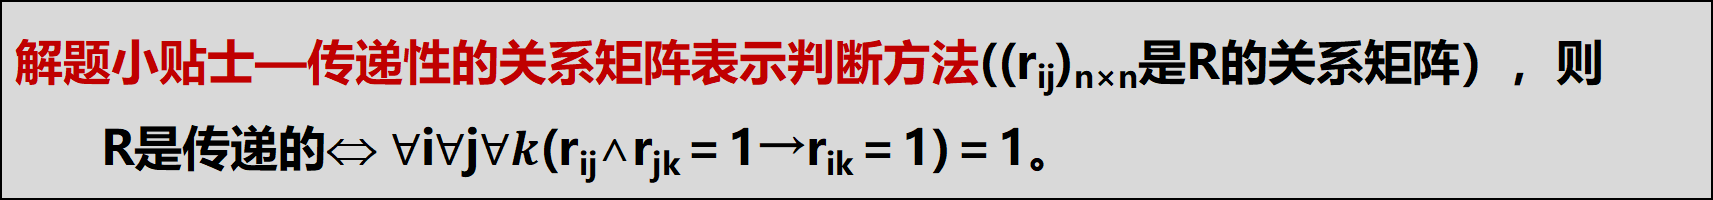 解题小贴士—传递性的关系矩阵表示判断方法((rij)n×n是R的关系矩阵），则
R是传递的⇔ ∀i∀j∀k(rij∧rjk = 1→rik = 1) = 1。